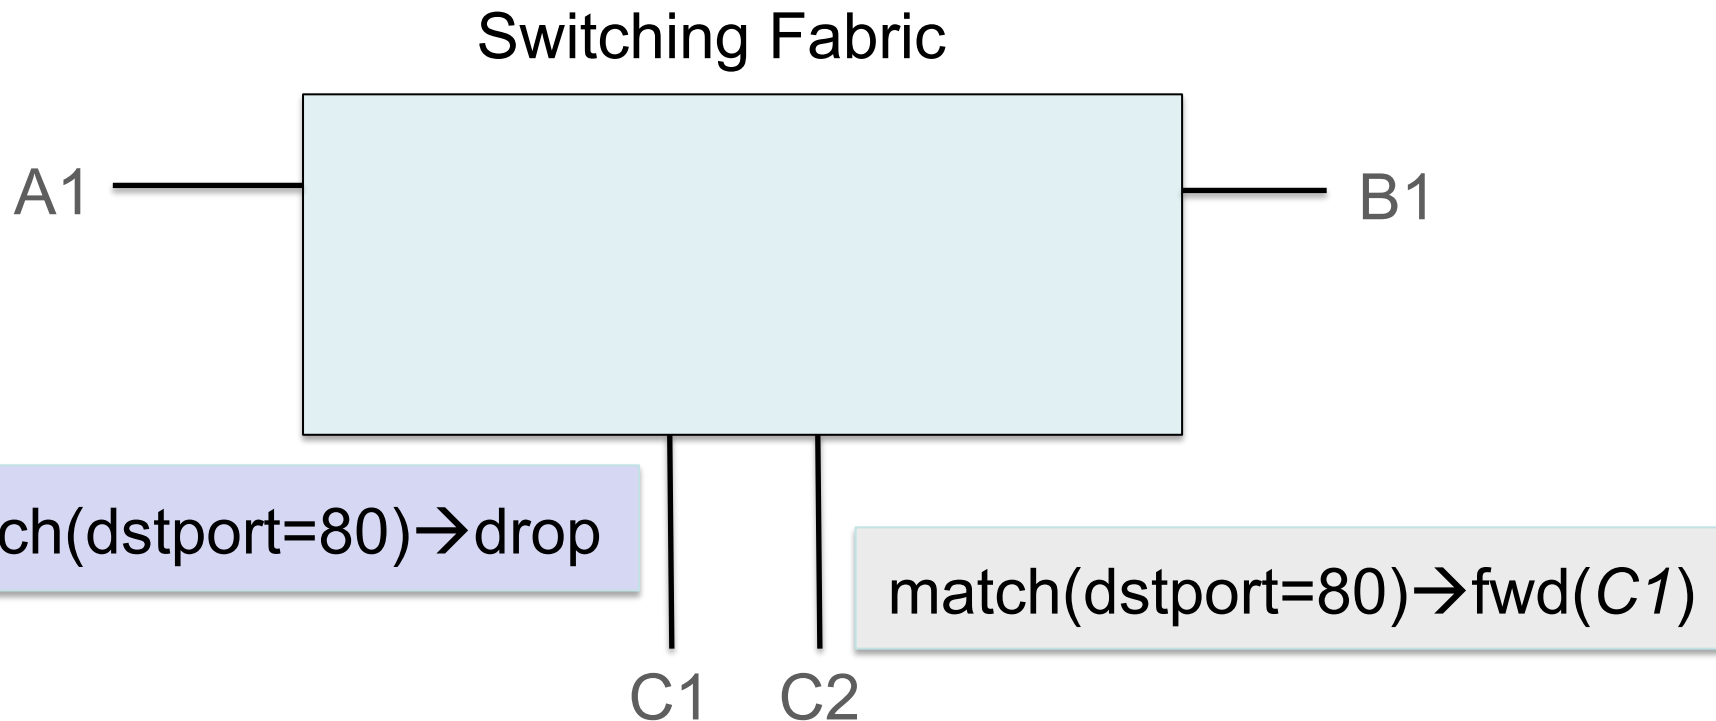 Switching Fabric
A1
B1
ch(dstport=80)→drop
match(dstport=80)→fwd(C1)
C1
C2